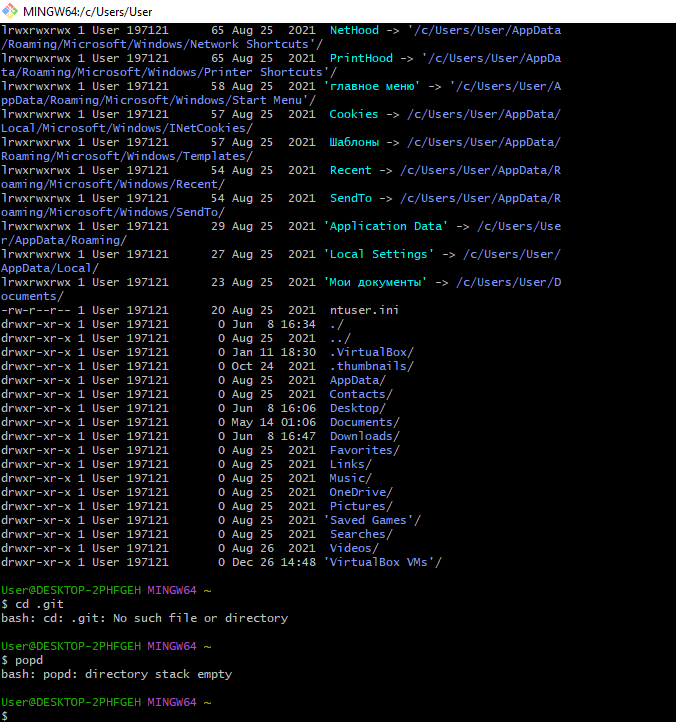 MINGW64:/c/Users/User
lrwxrwxrwx 1 User 197121      65 Aug 25  2021  NetHood -> '/c/Users/User/AppData
/Roaming/Microsoft/Windows/Network Shortcuts'/
lrwxrwxrwx 1 User 197121      65 Aug 25  2021  PrintHood -> '/c/Users/User/AppDa
ta/Roaming/Microsoft/Windows/Printer Shortcuts'/
lrwxrwxrwx 1 User 197121      58 Aug 25  2021 'главное меню' -> '/c/Users/User/A
ppData/Roaming/Microsoft/Windows/Start Menu'/
lrwxrwxrwx 1 User 197121      57 Aug 25  2021  Cookies -> /c/Users/User/AppData/
Local/Microsoft/Windows/INetCookies/
lrwxrwxrwx 1 User 197121      57 Aug 25  2021  Шаблоны -> /c/Users/User/AppData/
Roaming/Microsoft/Windows/Templates/
lrwxrwxrwx 1 User 197121      54 Aug 25  2021  Recent -> /c/Users/User/AppData/R
oaming/Microsoft/Windows/Recent/
lrwxrwxrwx 1 User 197121      54 Aug 25  2021  SendTo -> /c/Users/User/AppData/R
oaming/Microsoft/Windows/SendTo/
lrwxrwxrwx 1 User 197121      29 Aug 25  2021 'Application Data' -> /c/Users/Use
r/AppData/Roaming/
lrwxrwxrwx 1 User 197121      27 Aug 25  2021 'Local Settings' -> /c/Users/User/
AppData/Local/
lrwxrwxrwx 1 User 197121      23 Aug 25  2021 'Мои документы' -> /c/Users/User/D
ocuments/
-rw-r--r-- 1 User 197121      20 Aug 25  2021  ntuser.ini
drwxr-xr-x 1 User 197121       0 Jun  8 16:34  ./
drwxr-xr-x 1 User 197121       0 Aug 25  2021  ../
drwxr-xr-x 1 User 197121       0 Jan 11 18:30  .VirtualBox/
drwxr-xr-x 1 User 197121       0 Oct 24  2021  .thumbnails/
drwxr-xr-x 1 User 197121       0 Aug 25  2021  AppData/
drwxr-xr-x 1 User 197121       0 Aug 25  2021  Contacts/
drwxr-xr-x 1 User 197121       0 Jun  8 16:06  Desktop/
drwxr-xr-x 1 User 197121       0 May 14 01:06  Documents/
drwxr-xr-x 1 User 197121       0 Jun  8 16:47  Downloads/
drwxr-xr-x 1 User 197121       0 Aug 25  2021  Favorites/
drwxr-xr-x 1 User 197121       0 Aug 25  2021  Links/
drwxr-xr-x 1 User 197121       0 Aug 25  2021  Music/
drwxr-xr-x 1 User 197121       0 Aug 25  2021  OneDrive/
drwxr-xr-x 1 User 197121       0 Aug 25  2021  Pictures/
drwxr-xr-x 1 User 197121       0 Aug 25  2021 'Saved Games'/
drwxr-xr-x 1 User 197121       0 Aug 25  2021  Searches/
drwxr-xr-x 1 User 197121       0 Aug 26  2021  Videos/
drwxr-xr-x 1 User 197121       0 Dec 26 14:48 'VirtualBox VMs'/
User@DESKTOP-2PHFGEH MINGW64 ~
$ cd .git
bash: cd: .git: No such file or directory
User@DESKTOP-2PHFGEH MINGW64 ~
$ popd
bash: popd: directory stack empty
User@DESKTOP-2PHFGEH MINGW64 ~
$